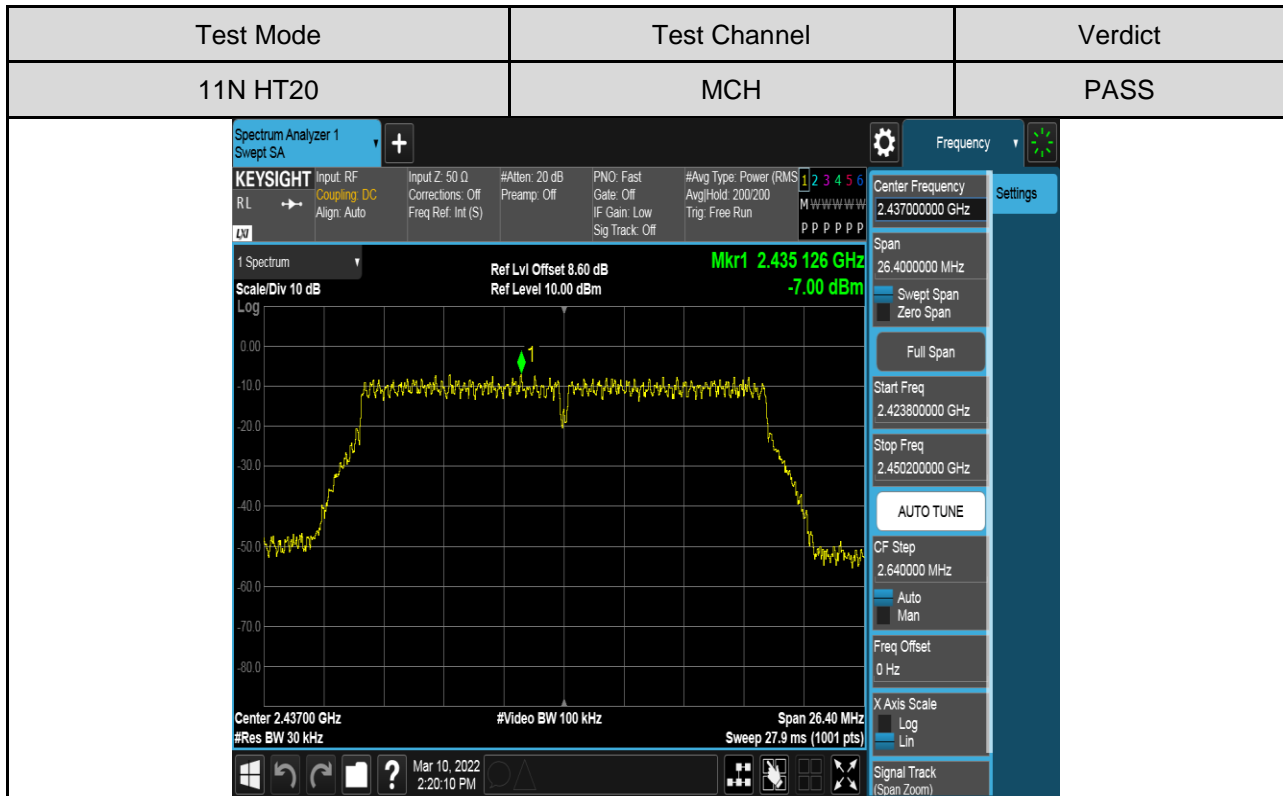 Test Mode Test Channel Verdict
11N HT20 MCH PASS
Spectrum Analyzer 1
Swept SA
+
Frequency
KEYSIGHT
RL
LXI
Input: RF
Coupling: DC
Align: Auto
Input Z: 50 Ω
Corrections: Off
Freq Ref: Int (S)
#Atten: 20 dB
Preamp: Off
PNO: Fast
Gate: Off
IF Gain: Low
Sig Track: Off
#Avg Type: Power (RMS
Avg|Hold: 200/200
Trig: Free Run
1 2 3 4 5 6
M W W W W W
P P P P P P
1 Spectrum
Scale/Div 10 dB
Ref Lvl Offset 8.60 dB
Ref Level 10.00 dBm
Mkr1 2.435 126 GHz
-7.00 dBm
Log
0.00
-10.0
-20.0
-30.0
-40.0
-50.0
-60.0
-70.0
-80.0
1
Center 2.43700 GHz
#Res BW 30 kHz
#Video BW 100 kHz
Span 26.40 MHz
Sweep 27.9 ms (1001 pts)
Center Frequency
2.437000000 GHz
Settings
Span
26.4000000 MHz
Swept Span
Zero Span
Full Span
Start Freq
2.423800000 GHz
Stop Freq
2.450200000 GHz
AUTO TUNE
CF Step
2.640000 MHz
Auto
Man
Freq Offset
0 Hz
X Axis Scale
Log
Lin
Signal Track
(Span Zoom)
?
Mar 10, 2022
2:20:10 PM